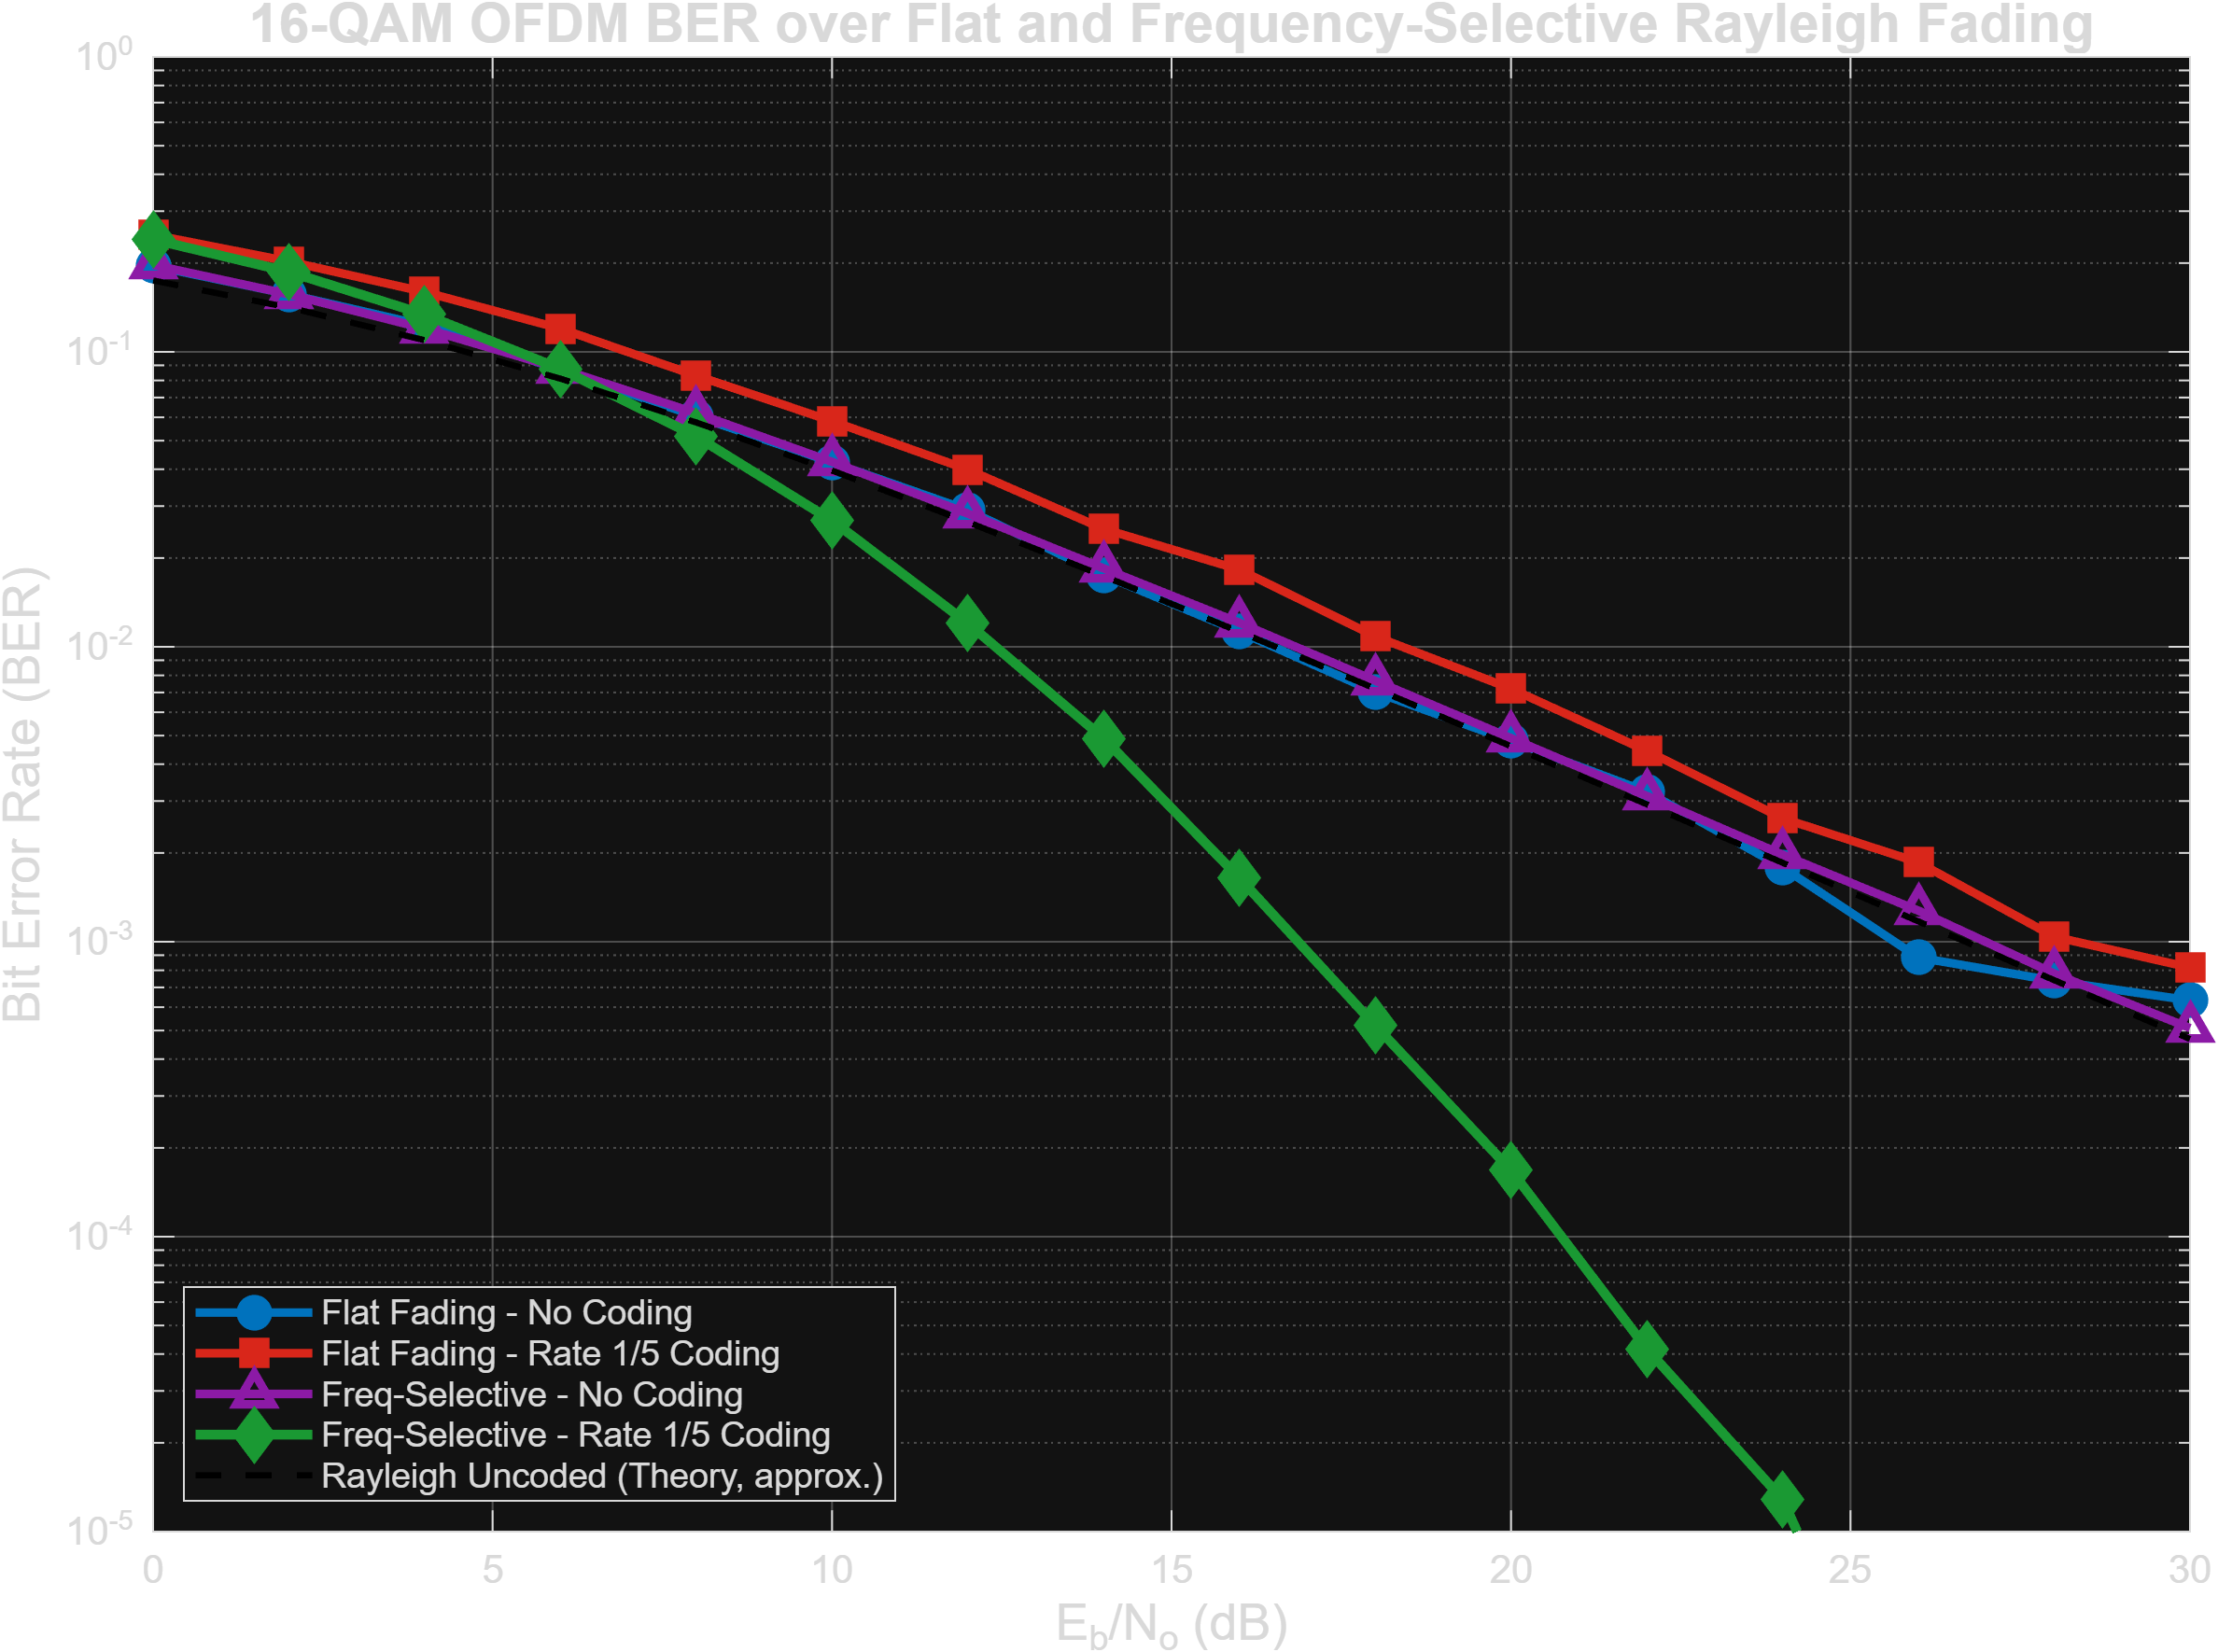 16-QAM OFDM BER over Flat and Frequency-Selective Rayleigh Fading
Bit Error Rate (BER)
10^0
10^-1
10^-2
10^-3
10^-4
10^-5
Flat Fading - No Coding
Flat Fading - Rate 1/5 Coding
Freq-Selective - No Coding
Freq-Selective - Rate 1/5 Coding
Rayleigh Uncoded (Theory, approx.)
0 5 10 15 20 25 30
E_b/N_o (dB)